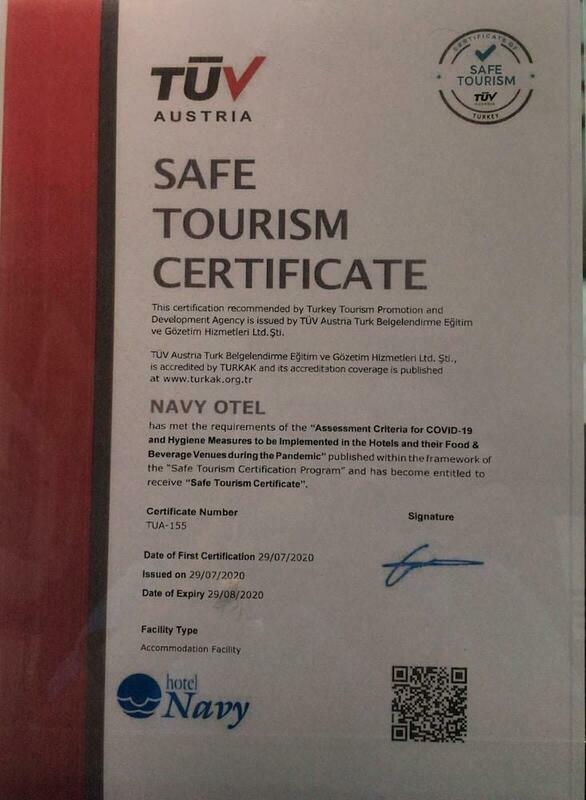 TÜV
AUSTRIA
CERTIFICATE OF
SAFE
TOURISM
TÜV
AUSTRIA
TURKEY
SAFE
TOURISM
CERTIFICATE
This certification recommended by Turkey Tourism Promotion and
Development Agency is issued by TÜV Austria Turk Belgelendirme Eğitim
ve Gözetim Hizmetleri Ltd. Şti.
TÜV Austria Turk Belgelendirme Eğitim ve Gözetim Hizmetleri Ltd. Şti.,
is accredited by TURKAK and its accreditation coverage is published
at www.turkak.org.tr
NAVY OTEL
has met the requirements of the “Assessment Criteria for COVID-19
and Hygiene Measures to be Implemented in the Hotels and their Food &
Beverage Venues during the Pandemic” published within the framework of
the “Safe Tourism Certification Program” and has become entitled to
receive “Safe Tourism Certificate”.
Certificate Number
TUA-155
Signature
Date of First Certification 29/07/2020
Issued on 29/07/2020
Date of Expiry 29/08/2020
Facility Type
Accommodation Facility
hotel
Navy